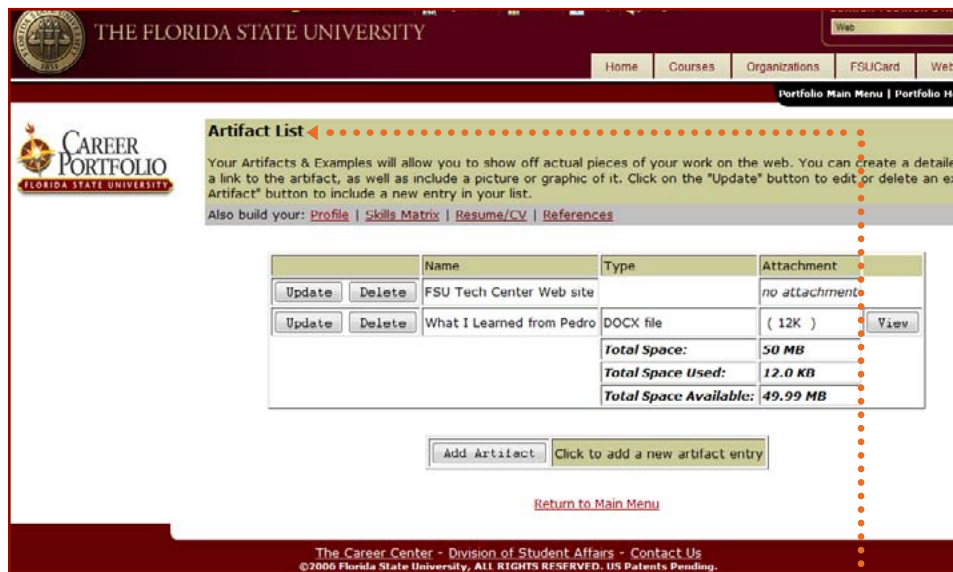 THE FLORIDA STATE UNIVERSITY
Web
1851
Home Courses Organizations FSUCard Web
Portfolio Main Menu | Portfolio H
CAREER
PORTFOLIO
FLORIDA STATE UNIVERSITY
Artifact List
Your Artifacts & Examples will allow you to show off actual pieces of your work on the web. You can create a detaile
a link to the artifact, as well as include a picture or graphic of it. Click on the "Update" button to edit or delete an ex
Artifact" button to include a new entry in your list.
Also build your: Profile | Skills Matrix | Resume/CV | References
Name Type Attachment
Update Delete FSU Tech Center Web site no attachment
Update Delete What I Learned from Pedro DOCX file ( 12K ) View
Total Space: 50 MB
Total Space Used: 12.0 KB
Total Space Available: 49.99 MB
Add Artifact Click to add a new artifact entry
Return to Main Menu
The Career Center - Division of Student Affairs - Contact Us
©2006 Florida State University, ALL RIGHTS RESERVED. US Patents Pending.